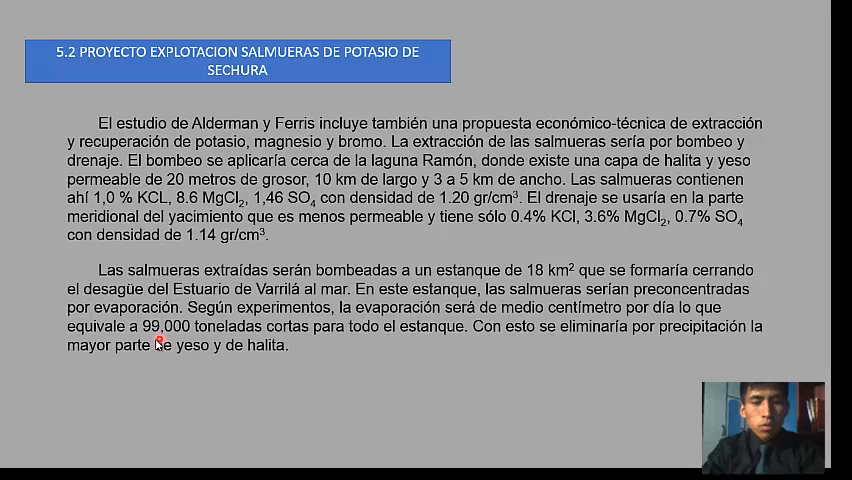 5.2 PROYECTO EXPLOTACION SALMUERAS DE POTASIO DE
SECHURA
El estudio de Alderman y Ferris incluye también una propuesta económico-técnica de extracción
y recuperación de potasio, magnesio y bromo. La extracción de las salmueras sería por bombeo y
drenaje. El bombeo se aplicaría cerca de la laguna Ramón, donde existe una capa de halita y yeso
permeable de 20 metros de grosor, 10 km de largo y 3 a 5 km de ancho. Las salmueras contienen
ahí 1,0 % KCL, 8.6 MgCl₂, 1,46 SO₄ con densidad de 1.20 gr/cm³. El drenaje se usaría en la parte
meridional del yacimiento que es menos permeable y tiene sólo 0.4% KCl, 3.6% MgCl₂, 0.7% SO₄
con densidad de 1.14 gr/cm³.
Las salmueras extraídas serán bombeadas a un estanque de 18 km² que se formaría cerrando
el desagüe del Estuario de Varrilá al mar. En este estanque, las salmueras serían preconcentradas
por evaporación. Según experimentos, la evaporación será de medio centímetro por día lo que
equivale a 99,000 toneladas cortas para todo el estanque. Con esto se eliminaría por precipitación la
mayor parte de yeso y de halita.